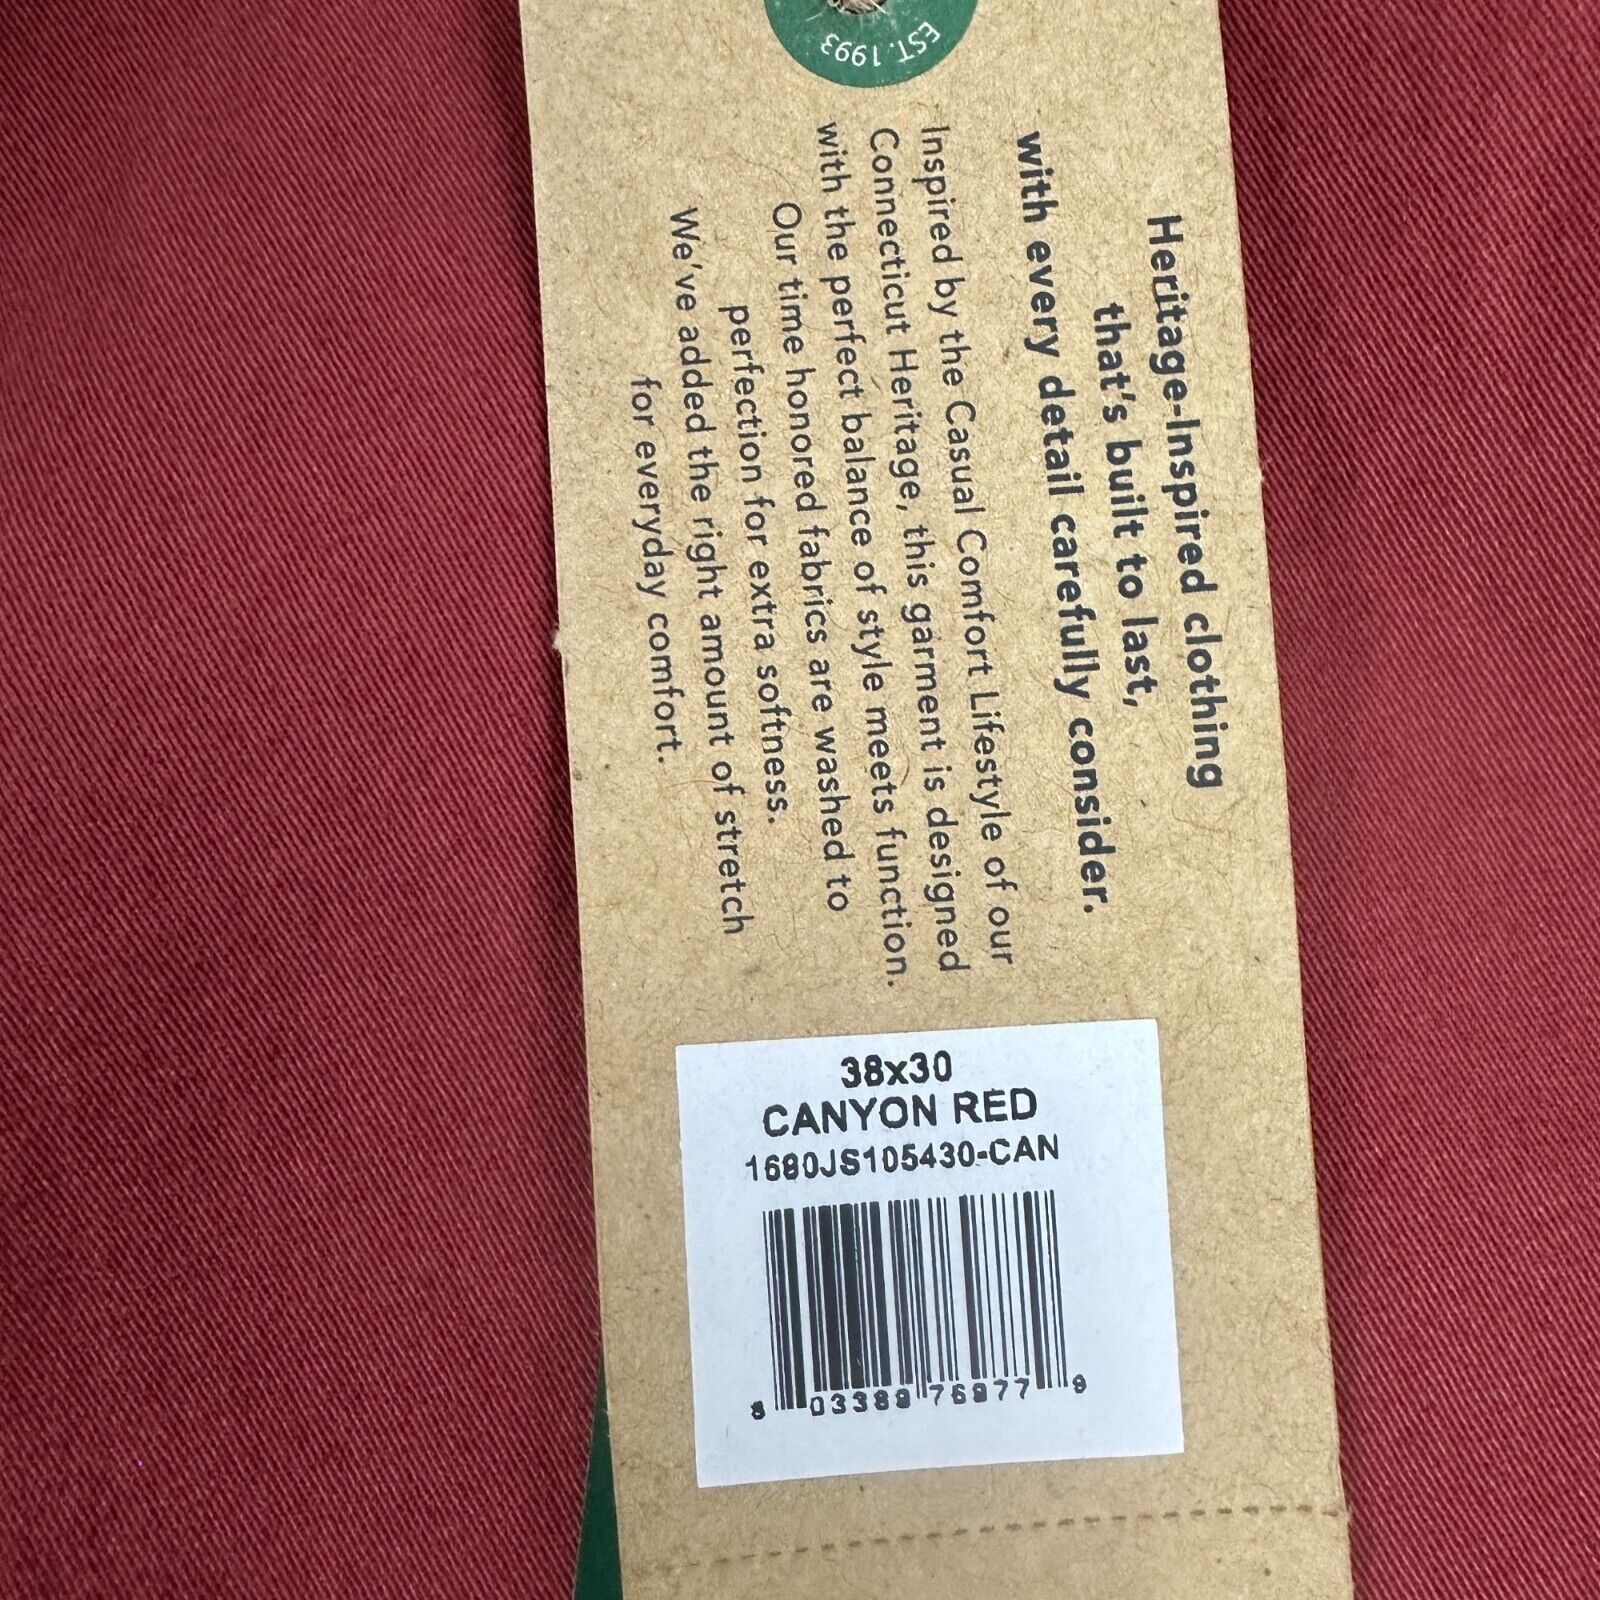 EST. 1993
Heritage-Inspired clothing
that's built to last,
with every detail carefully consider.
Inspired by the Casual Comfort Lifestyle of our
Connecticut Heritage, this garment is designed
with the perfect balance of style meets function.
Our time honored fabrics are washed to
perfection for extra softness.
We've added the right amount of stretch
for everyday comfort.
38x30
CANYON RED
1680JS105430-CAN
8 03389 76977 9